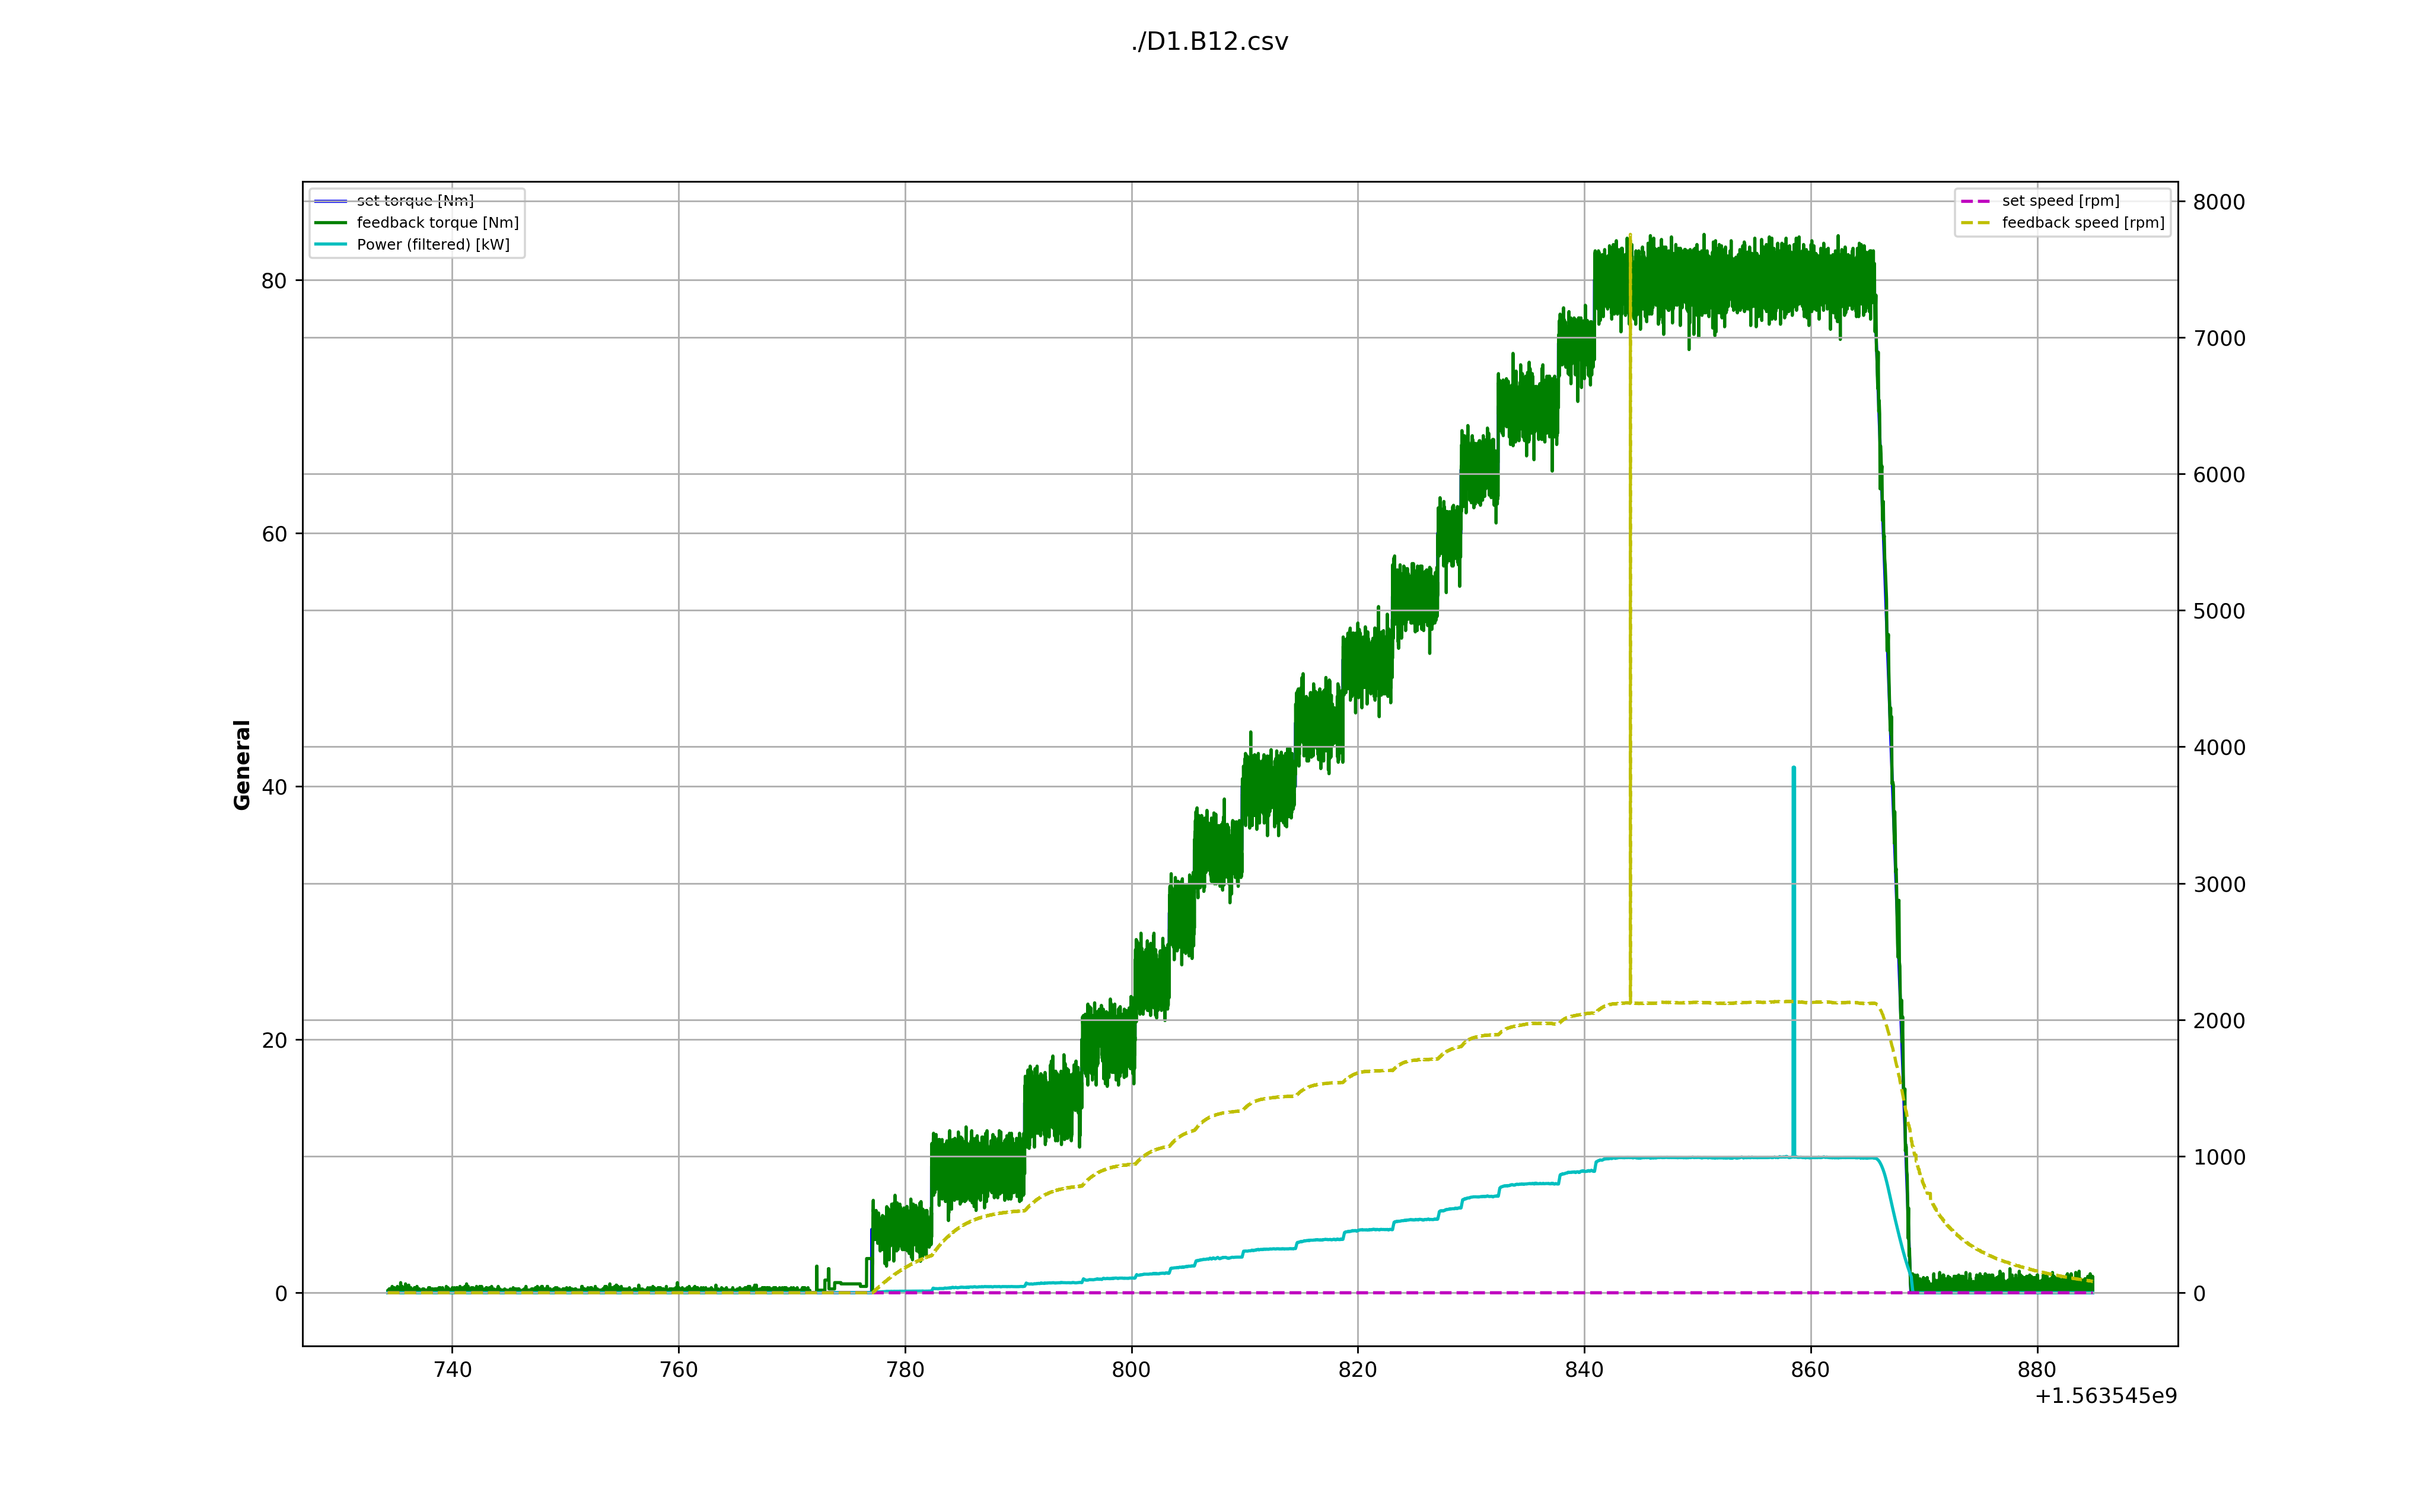 ./D1.B12.csv
set torque [Nm]
feedback torque [Nm]
Power (filtered) [kW]
set speed [rpm]
feedback speed [rpm]
General
80
60
40
20
0
8000
7000
6000
5000
4000
3000
2000
1000
0
740 760 780 800 820 840 860 880
+1.563545e9